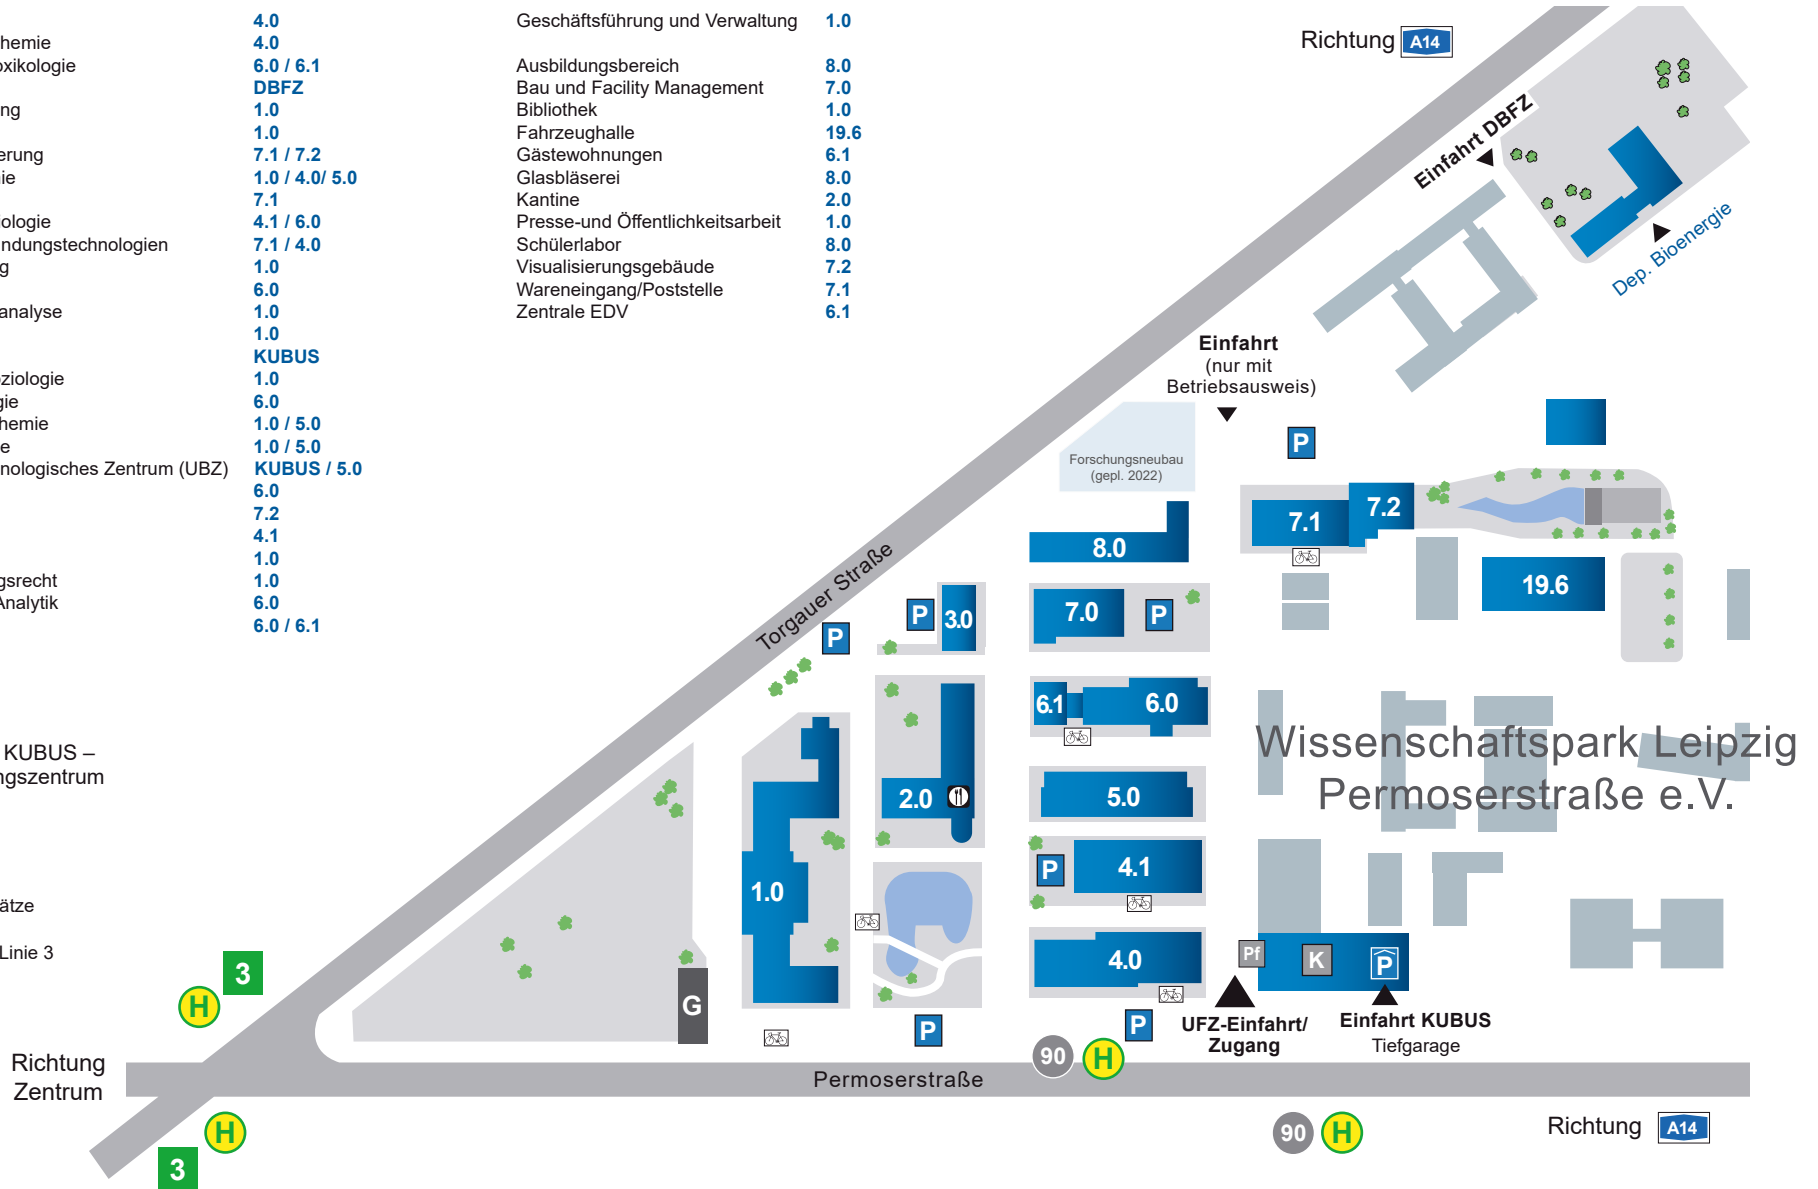 4.0
hemie 4.0
oxikologie 6.0 / 6.1
DBFZ
ng 1.0
1.0
erung 7.1 / 7.2
nie 1.0 / 4.0/ 5.0
7.1
iologie 4.1 / 6.0
ndungstechnologien 7.1 / 4.0
g 1.0
6.0
analyse 1.0
1.0
KUBUS
oziologie 1.0
gie 6.0
hemie 1.0 / 5.0
e 1.0 / 5.0
nologisches Zentrum (UBZ) KUBUS / 5.0
6.0
7.2
4.1
1.0
gsrecht 1.0
Analytik 6.0
6.0 / 6.1
KUBUS –
ngszentrum
ätze
Linie 3
Geschäftsführung und Verwaltung 1.0
Ausbildungsbereich 8.0
Bau und Facility Management 7.0
Bibliothek 1.0
Fahrzeughalle 19.6
Gästewohnungen 6.1
Glasbläserei 8.0
Kantine 2.0
Presse-und Öffentlichkeitsarbeit 1.0
Schülerlabor 8.0
Visualisierungsgebäude 7.2
Wareneingang/Poststelle 7.1
Zentrale EDV 6.1
Richtung A14
Einfahrt DBFZ
Dep. Bioenergie
Einfahrt
(nur mit
Betriebsausweis)
P
Forschungsneubau
(gepl. 2022)
7.1
7.2
8.0
19.6
Torgauer Straße
P
P
3.0
7.0
P
6.1
6.0
Wissenschaftspark Leipzig
Permoserstraße e.V.
2.0
5.0
1.0
P
4.1
4.0
Pf
K
P
3
H
G
P
P
UFZ-Einfahrt/
Zugang
Einfahrt KUBUS
Tiefgarage
Richtung
Zentrum
90
H
Permoserstraße
H
3
90
H
Richtung A14